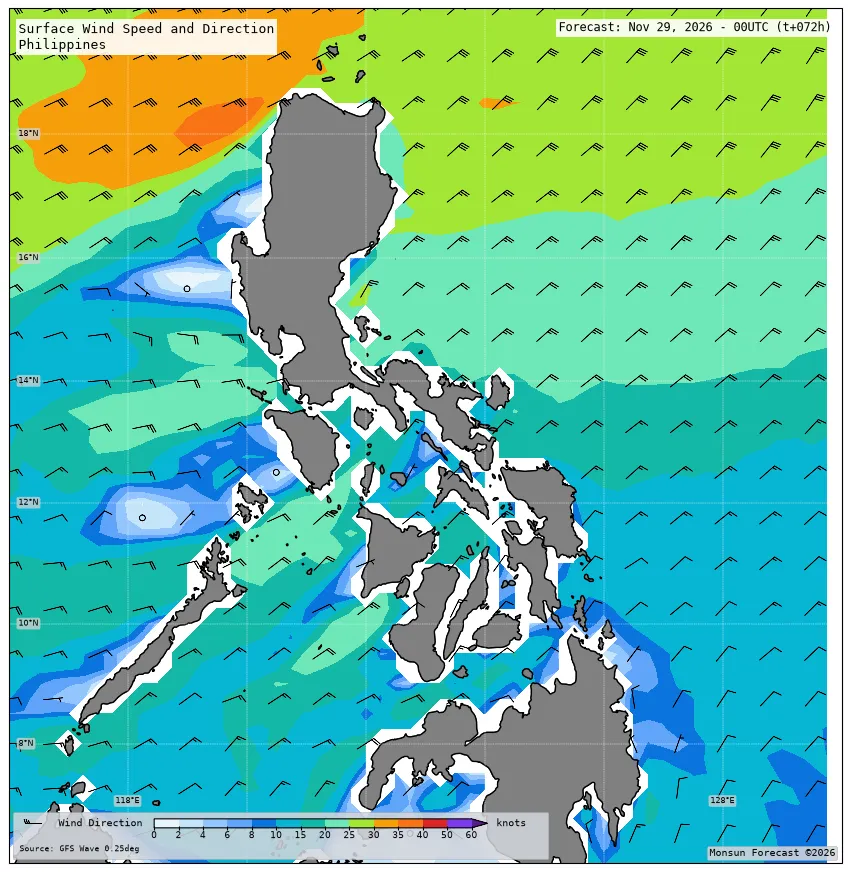 Surface Wind Speed and Direction
Philippines
Forecast: Nov 29, 2026 - 00UTC (t+072h)
18°N
16°N
14°N
12°N
10°N
8°N
118°E
128°E
Wind Direction
0 2 4 6 8 10 15 20 25 30 35 40 50 60
knots
Source: GFS Wave 0.25deg
Monsun Forecast ©2026